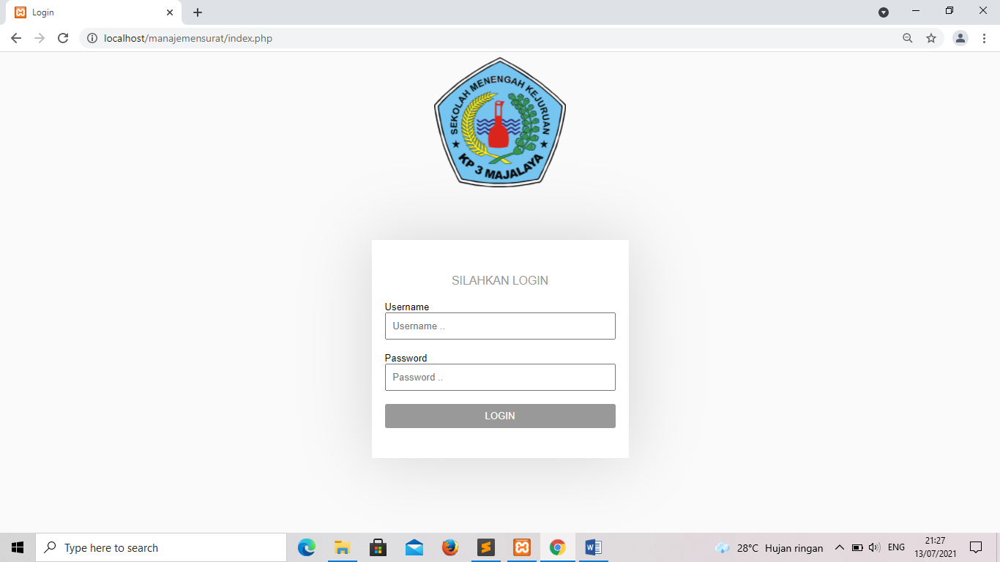 Login
localhost/manajemensurat/index.php
SEKOLAH MENENGAH KEJURUAN
KP 3 MAJALAYA
SILAHKAN LOGIN
Username
Username ..
Password
Password ..
LOGIN
Type here to search
28°C Hujan ringan
ENG
21:27
13/07/2021